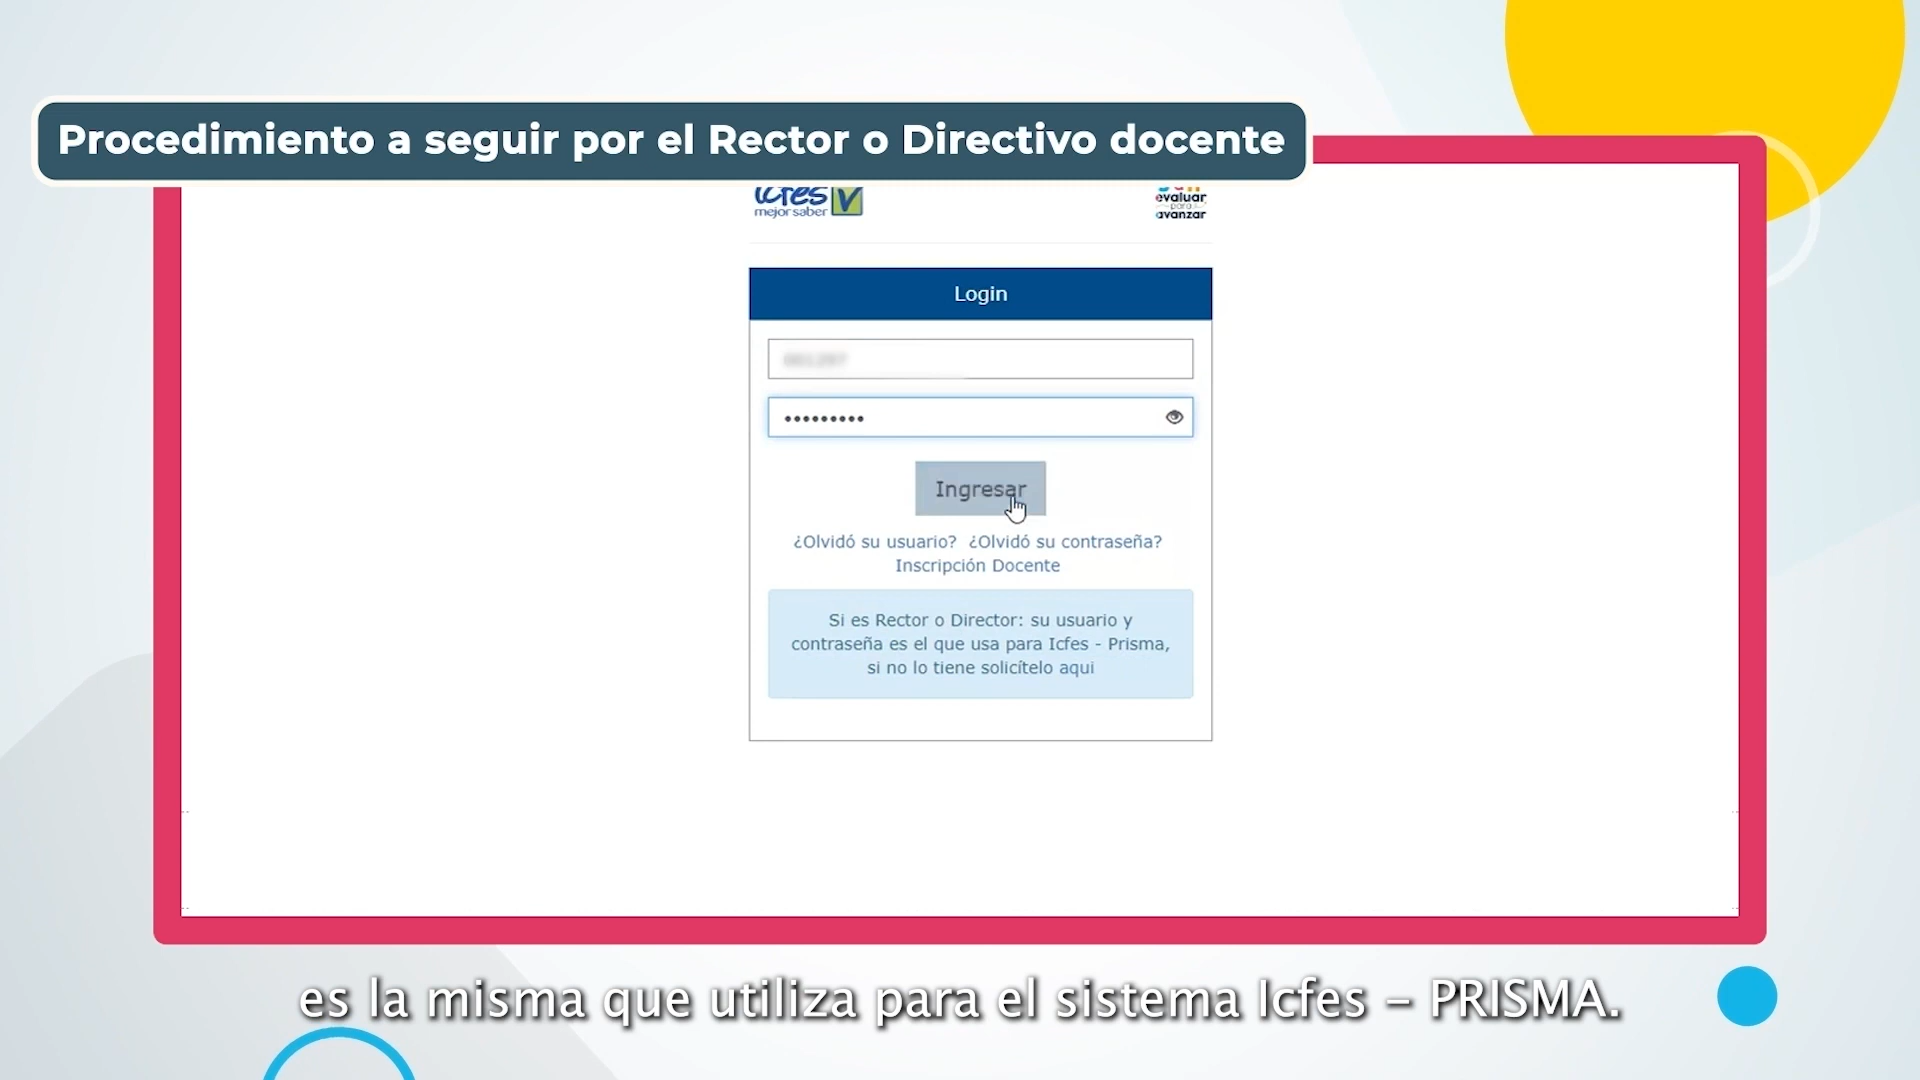 Procedimiento a seguir por el Rector o Directivo docente
icfes
mejor saber
evaluar
para
avanzar
Login
Ingresar
¿Olvidó su usuario? ¿Olvidó su contraseña?
Inscripción Docente
Si es Rector o Director: su usuario y
contraseña es el que usa para Icfes - Prisma,
si no lo tiene solicítelo aqui
es la misma que utiliza para el sistema Icfes - PRISMA.